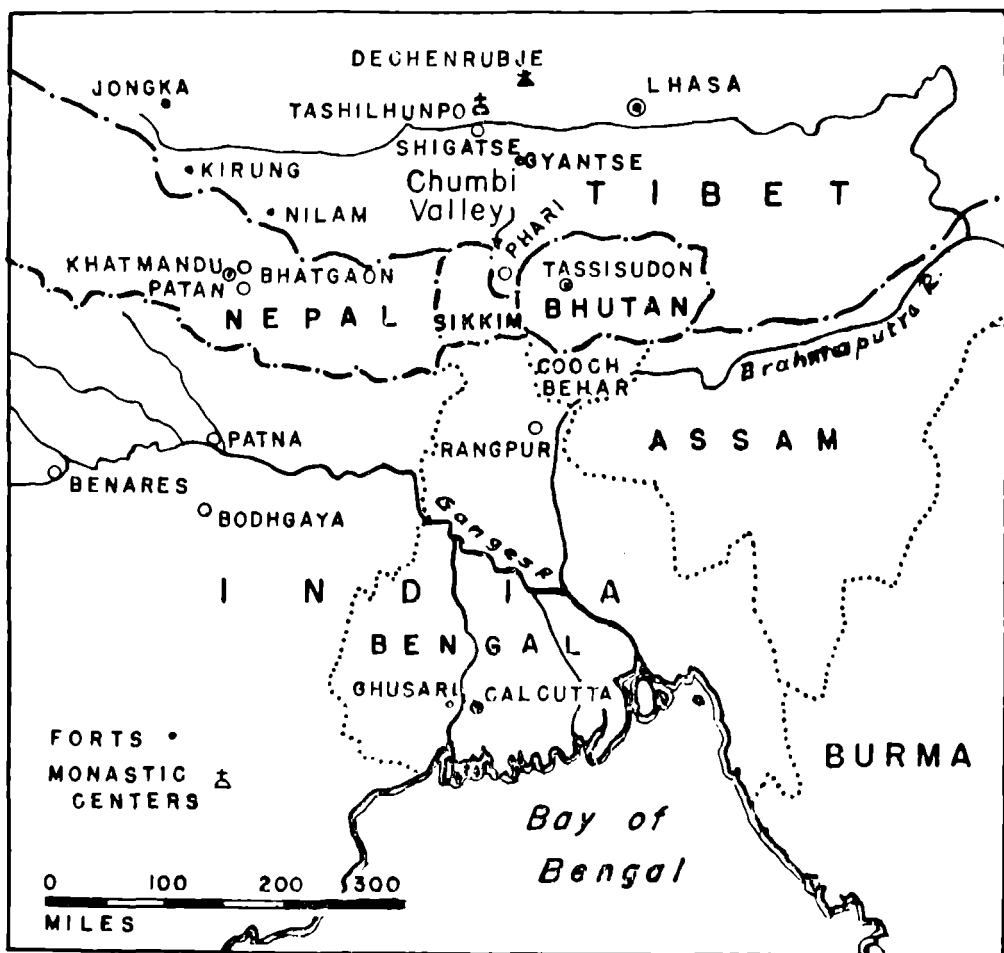 DECHENRUBJE
JONGKA
LHASA
TASHILHUNPO
SHIGATSE
GYANTSE
KIRUNG
Chumbi
Valley
TIBET
NILAM
PHARI
KHATMANDU
BHATGAON
TASSISUDON
PATAN
NEPAL
SIKKIM
BHUTAN
Brahmaputra R.
COOCH
BEHAR
PATNA
RANGPUR
ASSAM
BENARES
BODHGAYA
Ganges R
INDIA
BENGAL
GHUSARI
CALCUTTA
FORTS
MONASTIC
CENTERS
BURMA
Bay of
Bengal
0 100 200 300
MILES